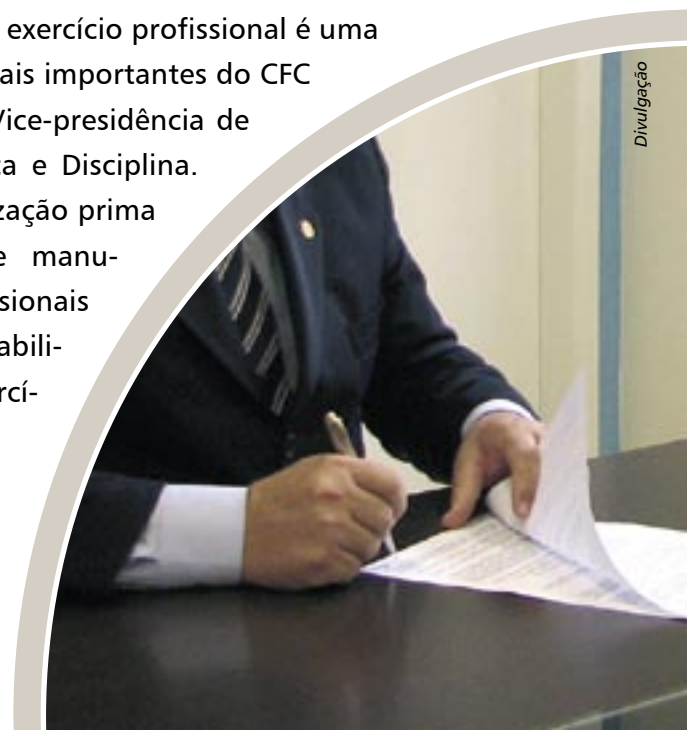 exercício profissional é uma
ais importantes do CFC
Vice-presidência de
a e Disciplina.
zação prima
e manu-
sionais
abili-
rcí-
Divulgação